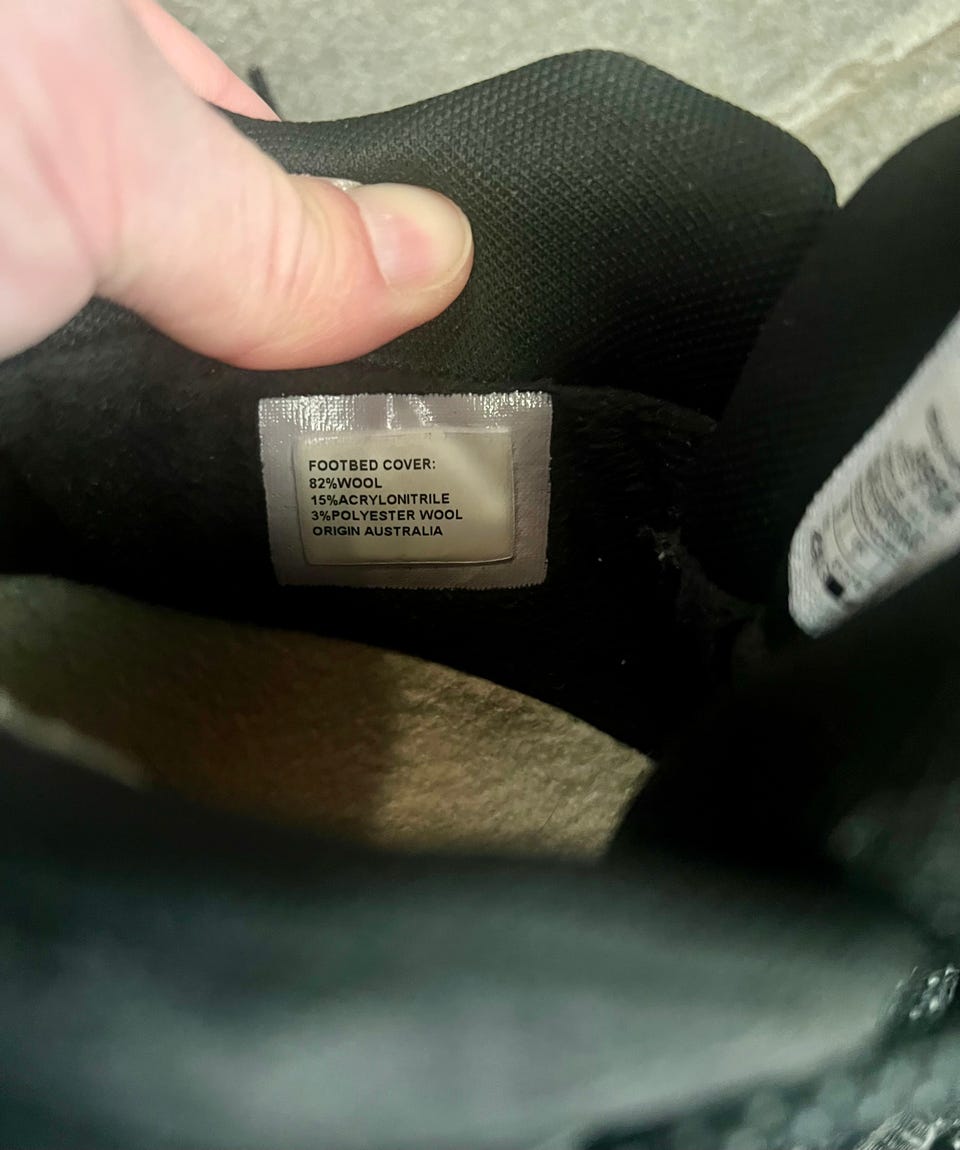 FOOTBED COVER:
82%WOOL
15%ACRYLONITRILE
3%POLYESTER WOOL
ORIGIN AUSTRALIA